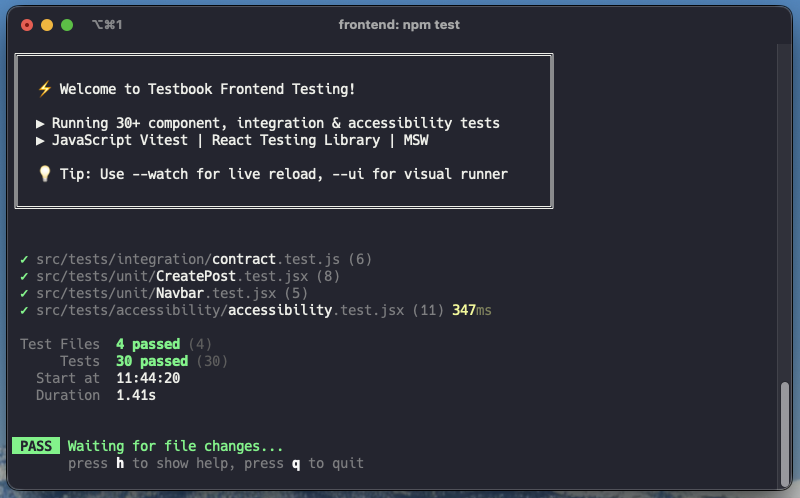 ⌥⌘1
frontend: npm test
⚡ Welcome to Testbook Frontend Testing!
▶ Running 30+ component, integration & accessibility tests
▶ JavaScript Vitest | React Testing Library | MSW
💡 Tip: Use --watch for live reload, --ui for visual runner
✓ src/tests/integration/contract.test.js (6)
✓ src/tests/unit/CreatePost.test.jsx (8)
✓ src/tests/unit/Navbar.test.jsx (5)
✓ src/tests/accessibility/accessibility.test.jsx (11) 347ms
Test Files 4 passed (4)
Tests 30 passed (30)
Start at 11:44:20
Duration 1.41s
PASS Waiting for file changes...
press h to show help, press q to quit